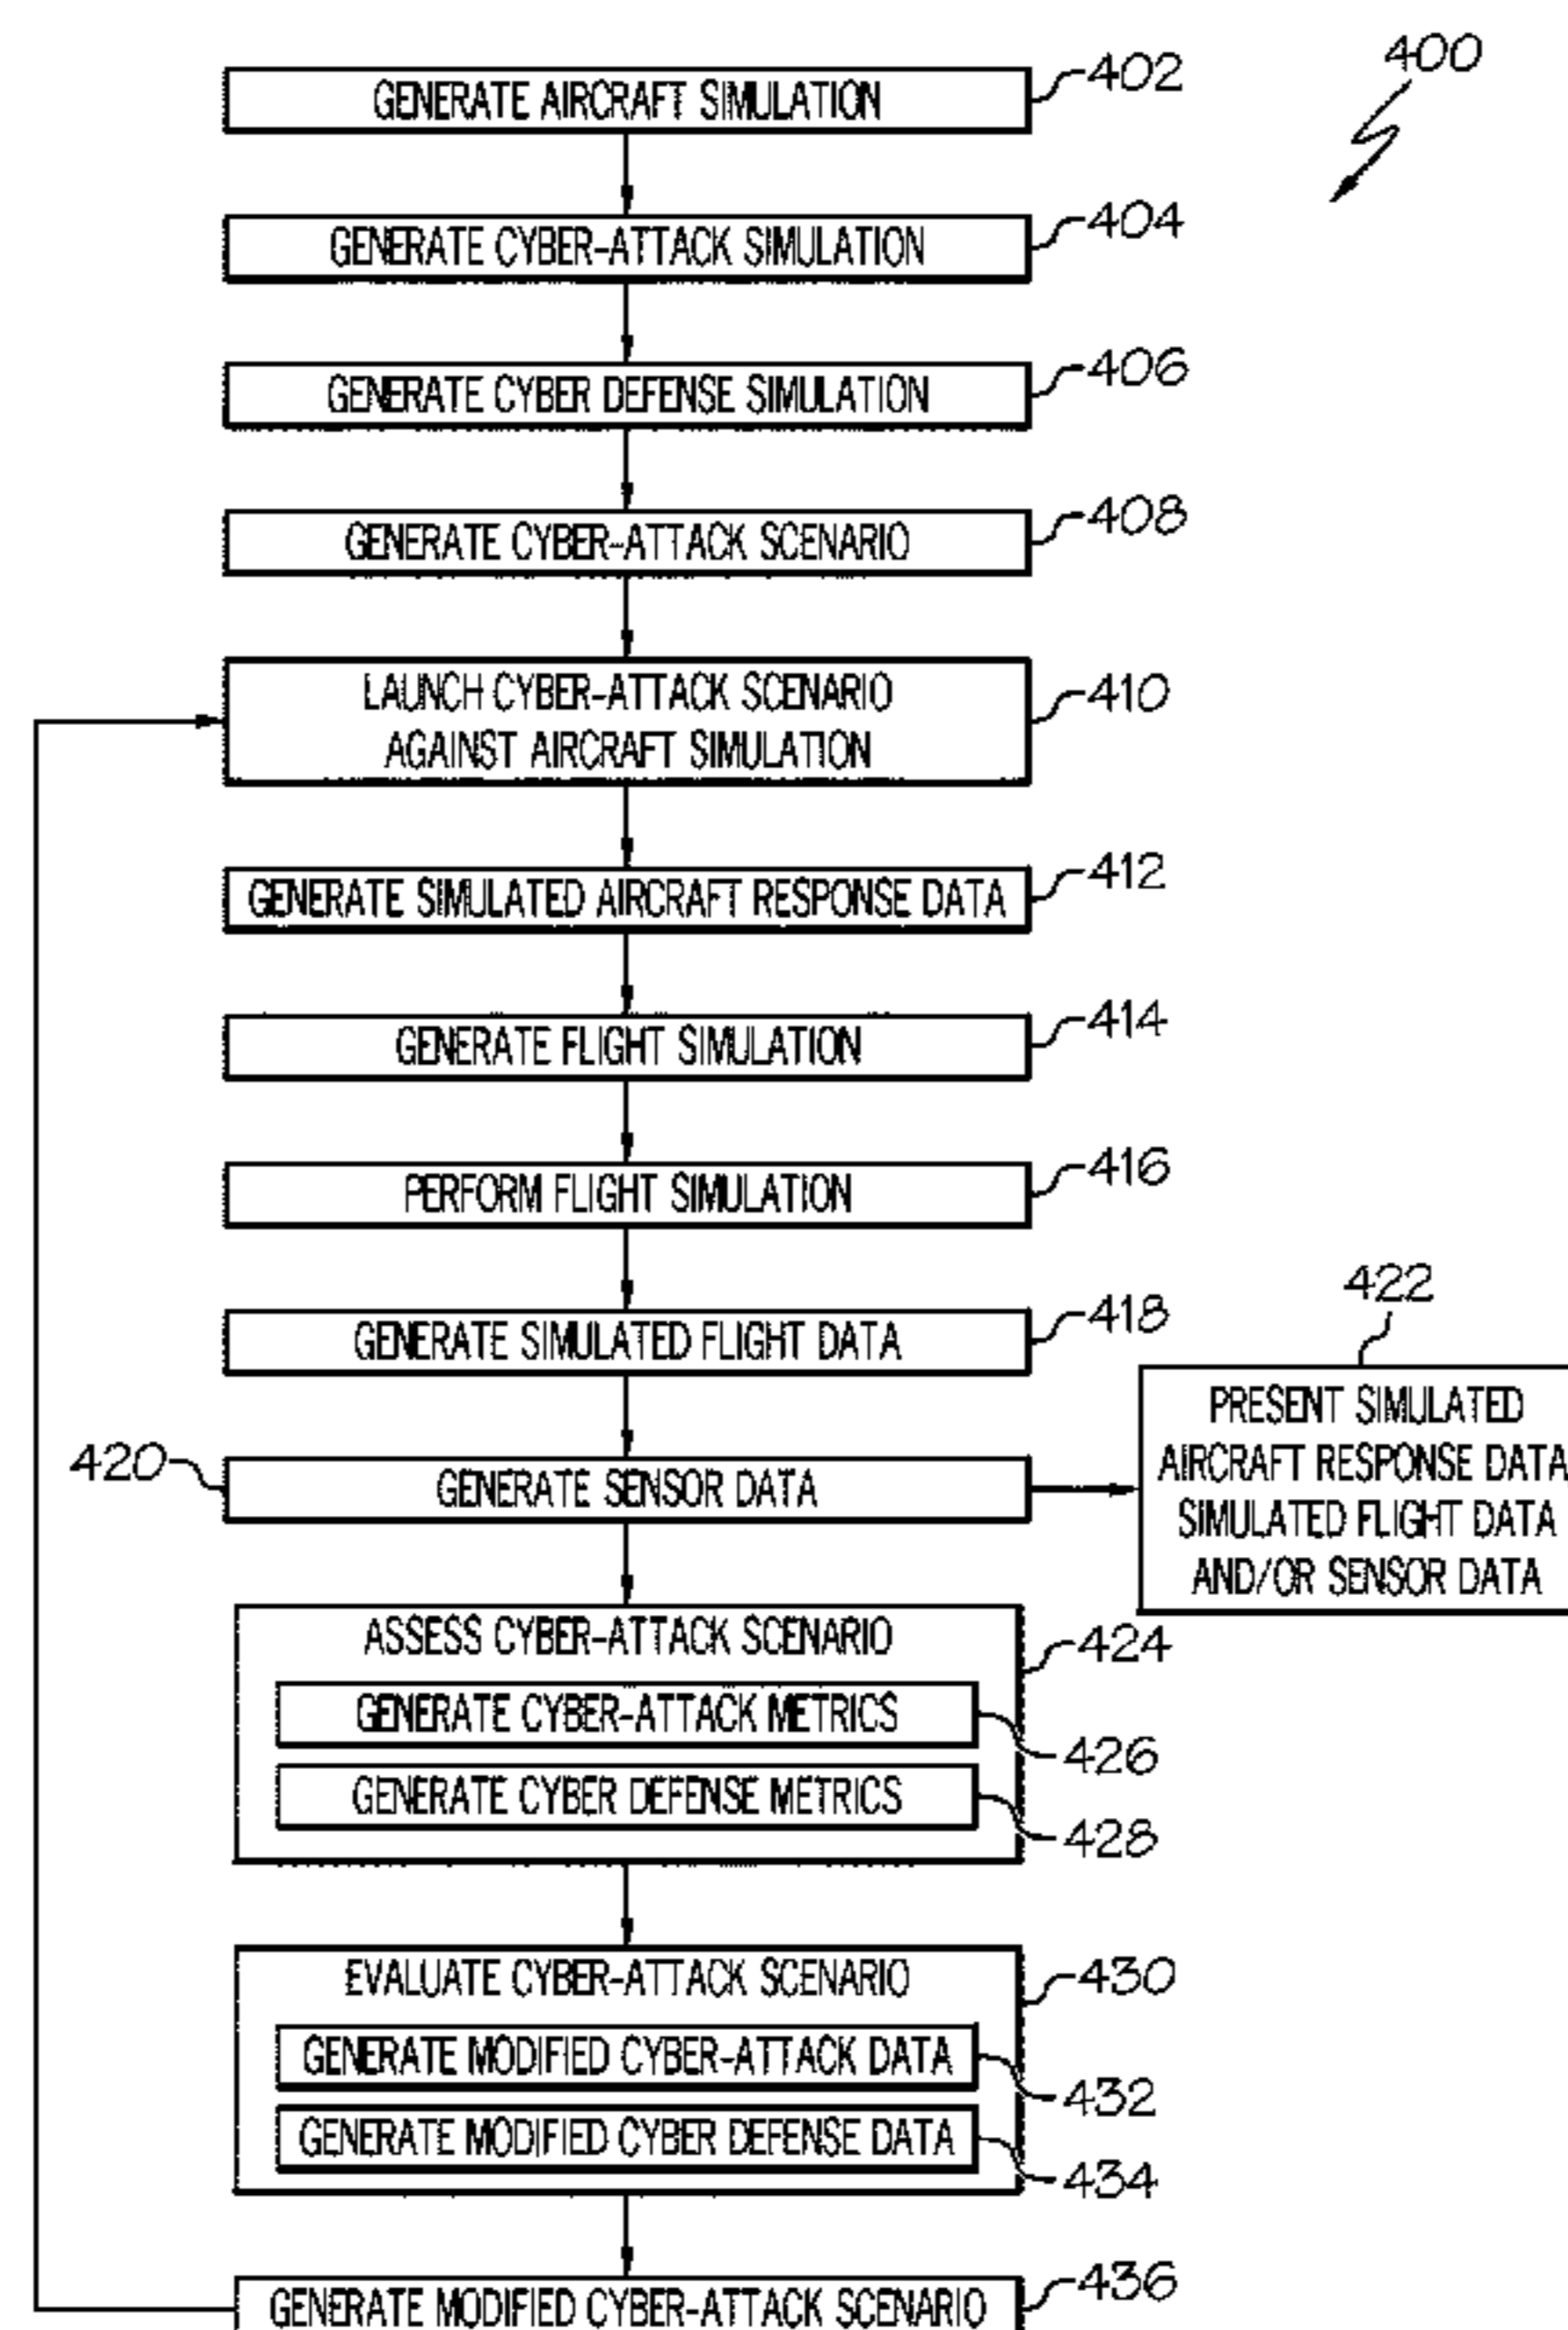 400
GENERATE AIRCRAFT SIMULATION
402
GENERATE CYBER-ATTACK SIMULATION
404
GENERATE CYBER DEFENSE SIMULATION
406
GENERATE CYBER-ATTACK SCENARIO
408
LAUNCH CYBER-ATTACK SCENARIO
AGAINST AIRCRAFT SIMULATION
410
GENERATE SIMULATED AIRCRAFT RESPONSE DATA
412
GENERATE FLIGHT SIMULATION
414
PERFORM FLIGHT SIMULATION
416
GENERATE SIMULATED FLIGHT DATA
418
420
GENERATE SENSOR DATA
422
PRESENT SIMULATED
AIRCRAFT RESPONSE DATA
SIMULATED FLIGHT DATA
AND/OR SENSOR DATA
ASSESS CYBER-ATTACK SCENARIO
424
GENERATE CYBER-ATTACK METRICS
426
GENERATE CYBER DEFENSE METRICS
428
EVALUATE CYBER-ATTACK SCENARIO
430
GENERATE MODIFIED CYBER-ATTACK DATA
432
GENERATE MODIFIED CYBER DEFENSE DATA
434
GENERATE MODIFIED CYBER-ATTACK SCENARIO
436